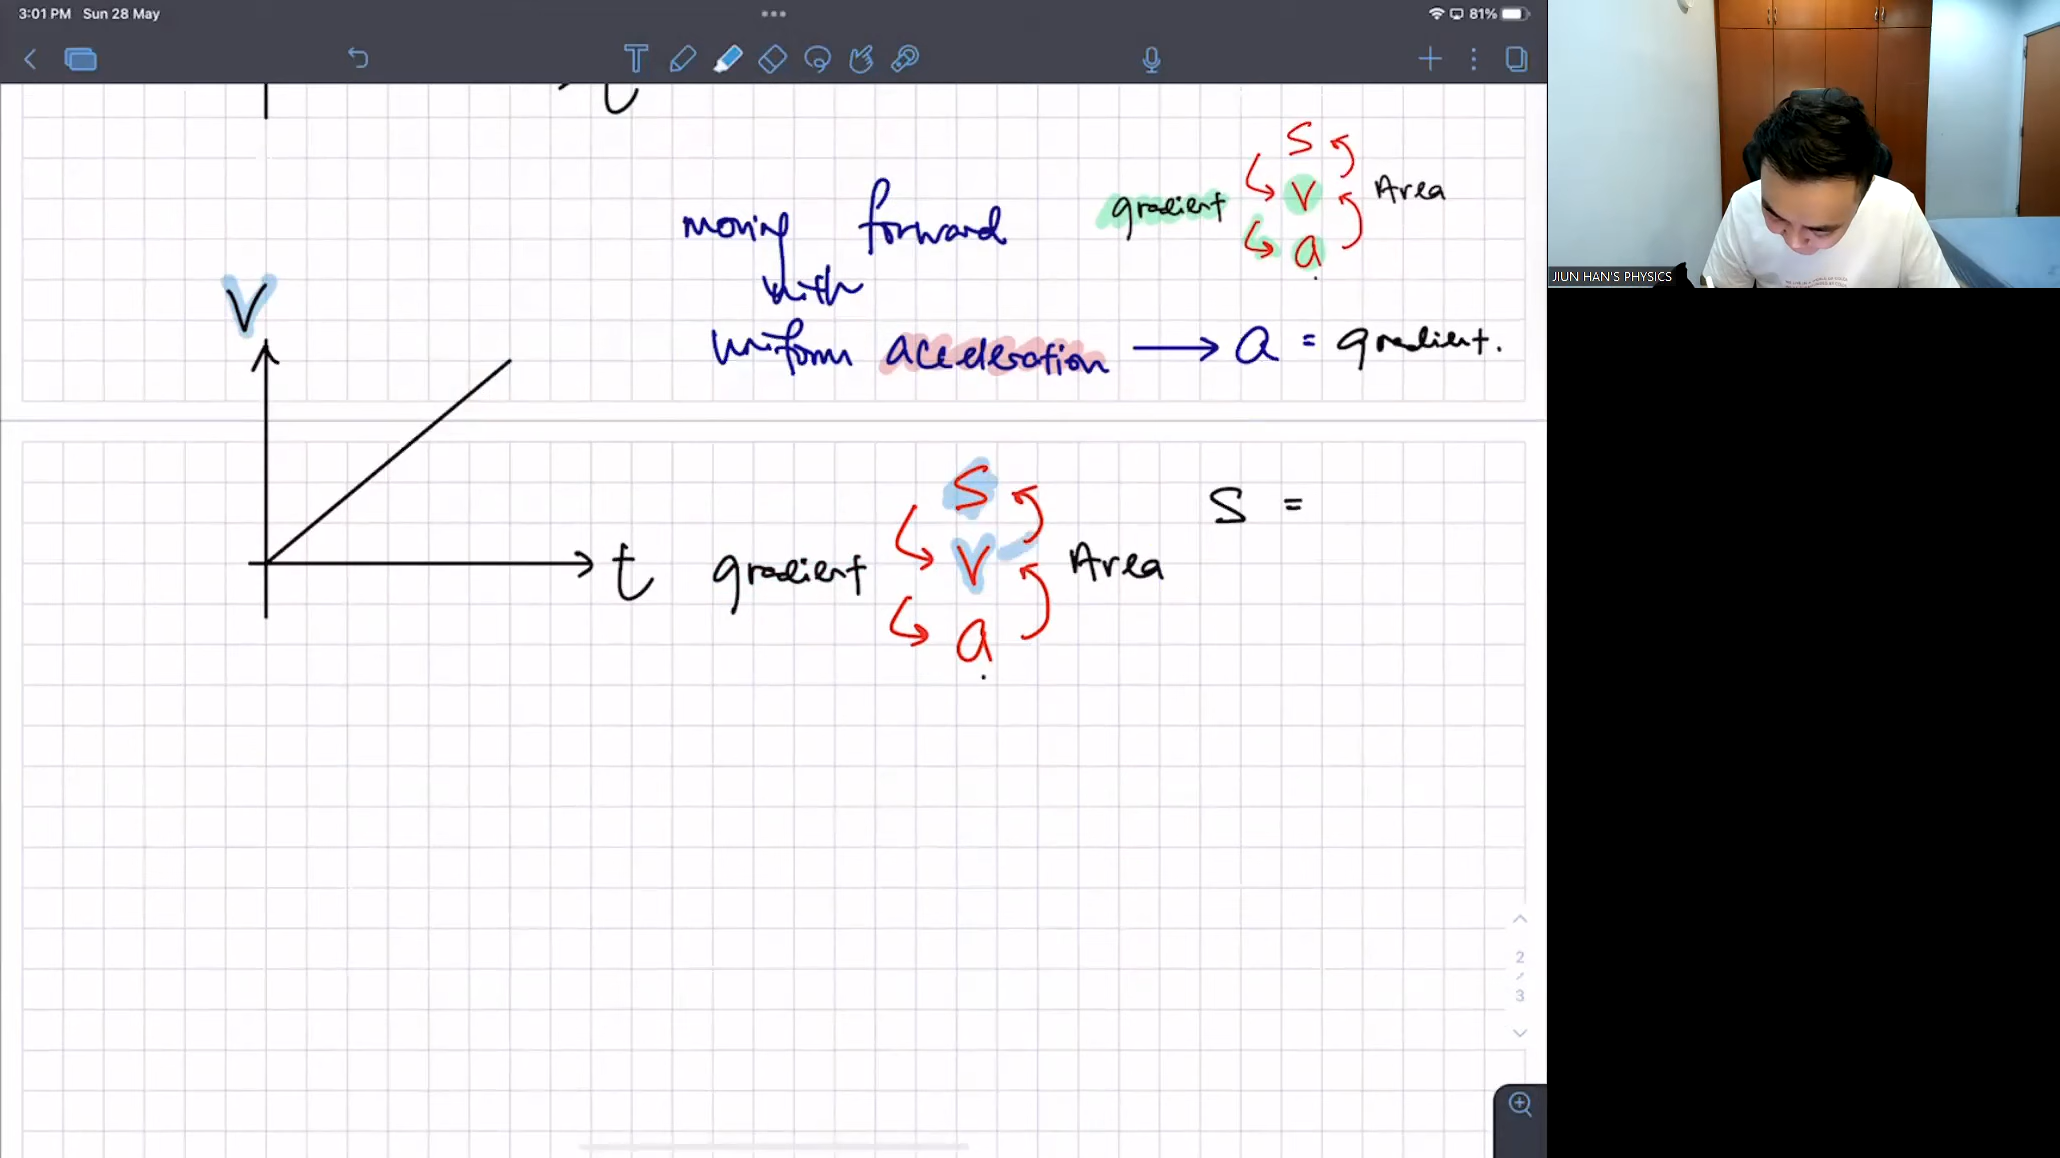 3:01 PM Sun 28 May
81%
t
moving forward
with
uniform aceleration → a = gradient.
gradient
S
V
a
Area
JIUN HAN'S PHYSICS
V
t
gradient
S
V
a
Area
S =
2
3